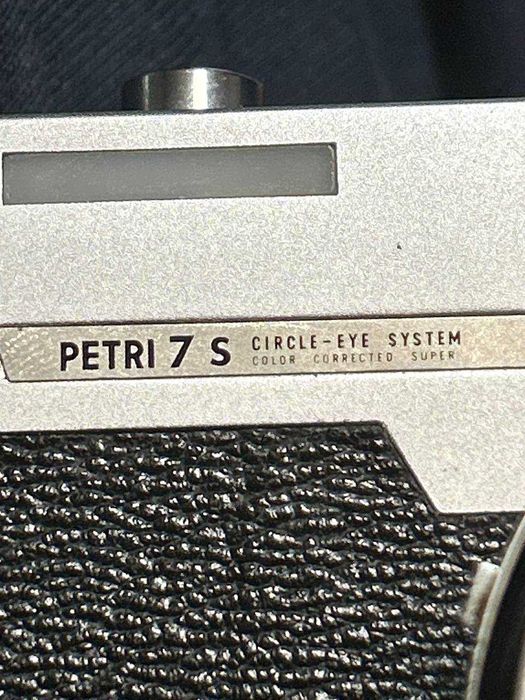 PETRI 7 S CIRCLE-EYE SYSTEM
COLOR CORRECTED SUPER